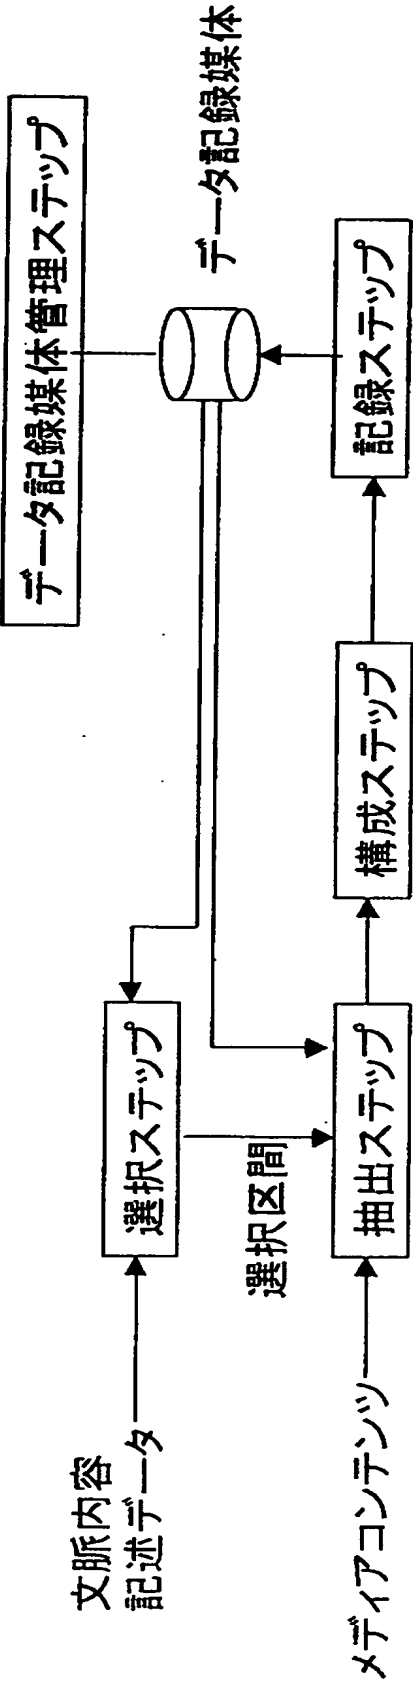 データ記録媒体管理ステップ
データ記録媒体
文脈内容
記述データ
選択ステップ
選択区間
メディアコンテンツ
抽出ステップ
構成ステップ
記録ステップ